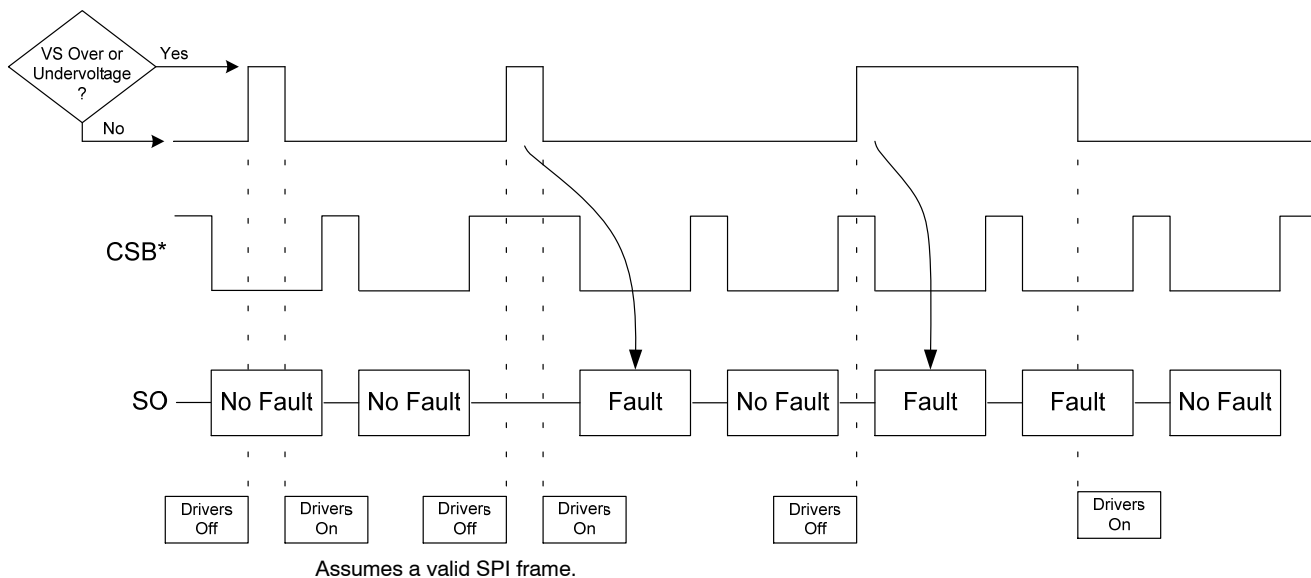 VS Over or
Undervoltage
?
Yes
No
CSB*
SO
No Fault
No Fault
Fault
No Fault
Fault
Fault
No Fault
Drivers
Off
Drivers
On
Drivers
Off
Drivers
On
Drivers
Off
Drivers
On
Assumes a valid SPI frame.